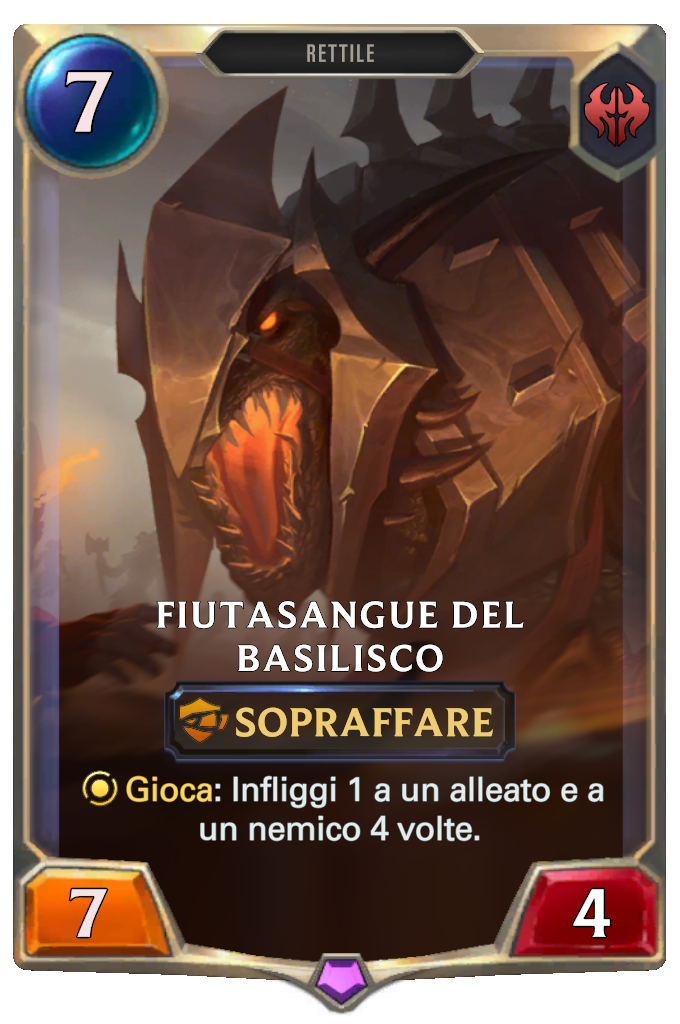 7
RETTILE
FIUTASANGUE DEL
BASILISCO
SOPRAFFARE
Gioca: Infliggi 1 a un alleato e a
un nemico 4 volte.
7
4